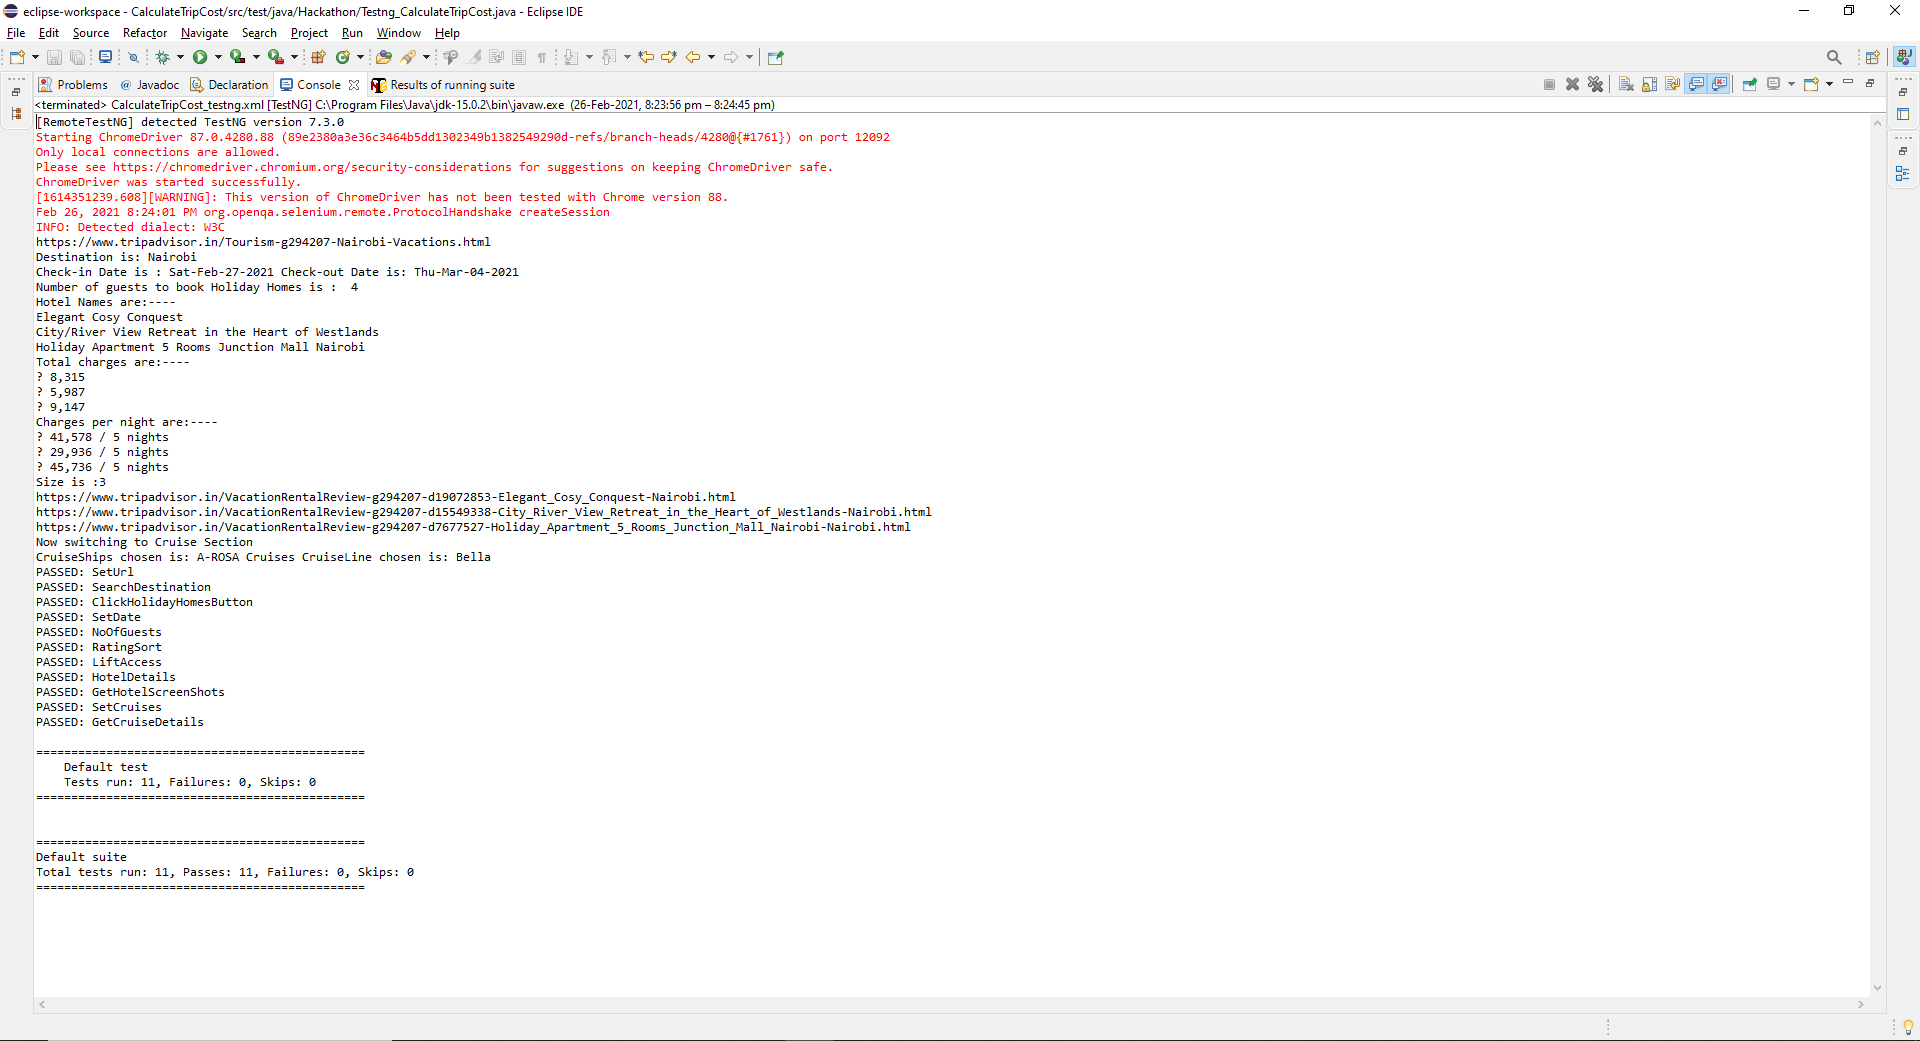 eclipse-workspace - CalculateTripCost/src/test/java/Hackathon/Testng_CalculateTripCost.java - Eclipse IDE
File Edit Source Refactor Navigate Search Project Run Window Help
Problems @ Javadoc Declaration Console Results of running suite
<terminated> CalculateTripCost_testng.xml [TestNG] C:\Program Files\Java\jdk-15.0.2\bin\javaw.exe (26-Feb-2021, 8:23:56 pm – 8:24:45 pm)
[RemoteTestNG] detected TestNG version 7.3.0
Starting ChromeDriver 87.0.4280.88 (89e2380a3e36c3464b5dd1302349b1382549290d-refs/branch-heads/4280@{#1761}) on port 12092
Only local connections are allowed.
Please see https://chromedriver.chromium.org/security-considerations for suggestions on keeping ChromeDriver safe.
ChromeDriver was started successfully.
[1614351239.608][WARNING]: This version of ChromeDriver has not been tested with Chrome version 88.
Feb 26, 2021 8:24:01 PM org.openqa.selenium.remote.ProtocolHandshake createSession
INFO: Detected dialect: W3C
https://www.tripadvisor.in/Tourism-g294207-Nairobi-Vacations.html
Destination is: Nairobi
Check-in Date is : Sat-Feb-27-2021 Check-out Date is: Thu-Mar-04-2021
Number of guests to book Holiday Homes is :  4
Hotel Names are:----
Elegant Cosy Conquest
City/River View Retreat in the Heart of Westlands
Holiday Apartment 5 Rooms Junction Mall Nairobi
Total charges are:----
? 8,315
? 5,987
? 9,147
Charges per night are:----
? 41,578 / 5 nights
? 29,936 / 5 nights
? 45,736 / 5 nights
Size is :3
https://www.tripadvisor.in/VacationRentalReview-g294207-d19072853-Elegant_Cosy_Conquest-Nairobi.html
https://www.tripadvisor.in/VacationRentalReview-g294207-d15549338-City_River_View_Retreat_in_the_Heart_of_Westlands-Nairobi.html
https://www.tripadvisor.in/VacationRentalReview-g294207-d7677527-Holiday_Apartment_5_Rooms_Junction_Mall_Nairobi-Nairobi.html
Now switching to Cruise Section
CruiseShips chosen is: A-ROSA Cruises CruiseLine chosen is: Bella
PASSED: SetUrl
PASSED: SearchDestination
PASSED: ClickHolidayHomesButton
PASSED: SetDate
PASSED: NoOfGuests
PASSED: RatingSort
PASSED: LiftAccess
PASSED: HotelDetails
PASSED: GetHotelScreenShots
PASSED: SetCruises
PASSED: GetCruiseDetails
===============================================
Default test
Tests run: 11, Failures: 0, Skips: 0
===============================================
===============================================
Default suite
Total tests run: 11, Passes: 11, Failures: 0, Skips: 0
===============================================